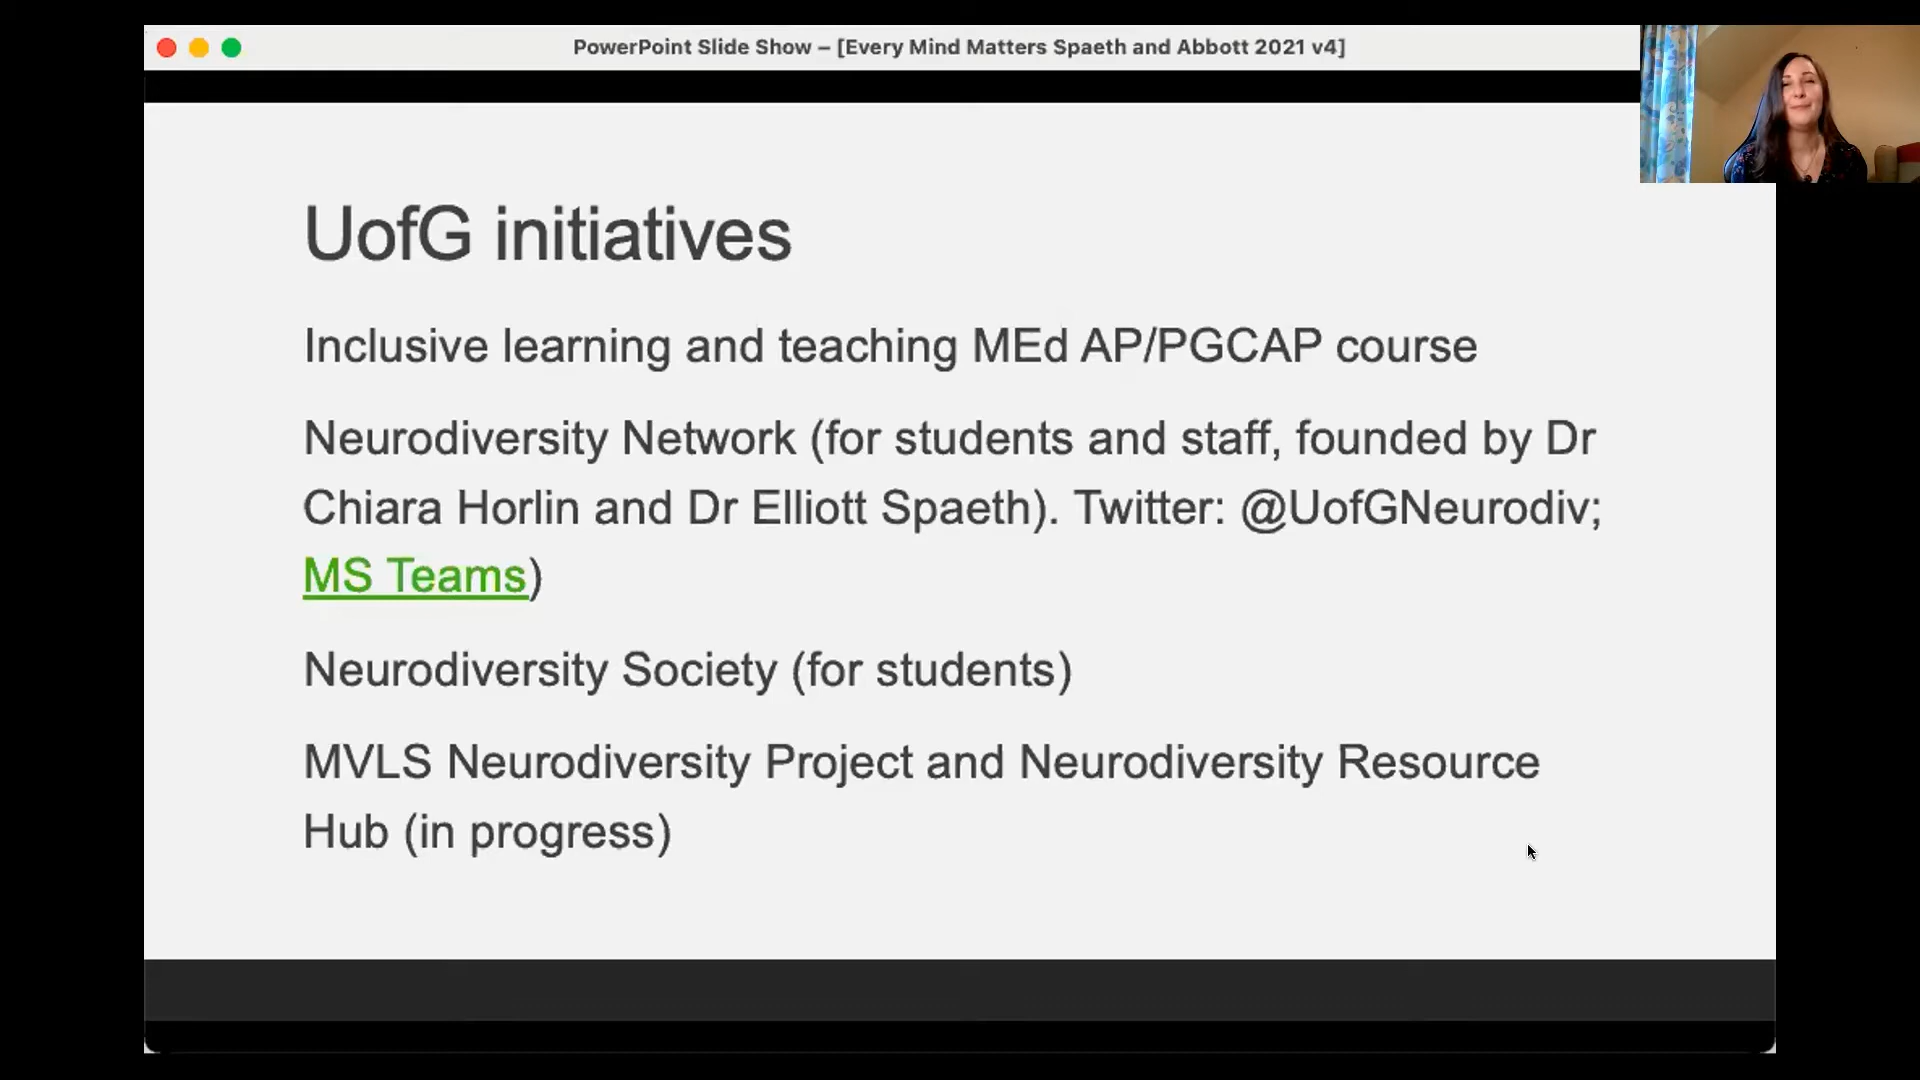 PowerPoint Slide Show – [Every Mind Matters Spaeth and Abbott 2021 v4]
UofG initiatives
Inclusive learning and teaching MEd AP/PGCAP course
Neurodiversity Network (for students and staff, founded by Dr
Chiara Horlin and Dr Elliott Spaeth). Twitter: @UofGNeurodiv;
MS Teams)
Neurodiversity Society (for students)
MVLS Neurodiversity Project and Neurodiversity Resource
Hub (in progress)